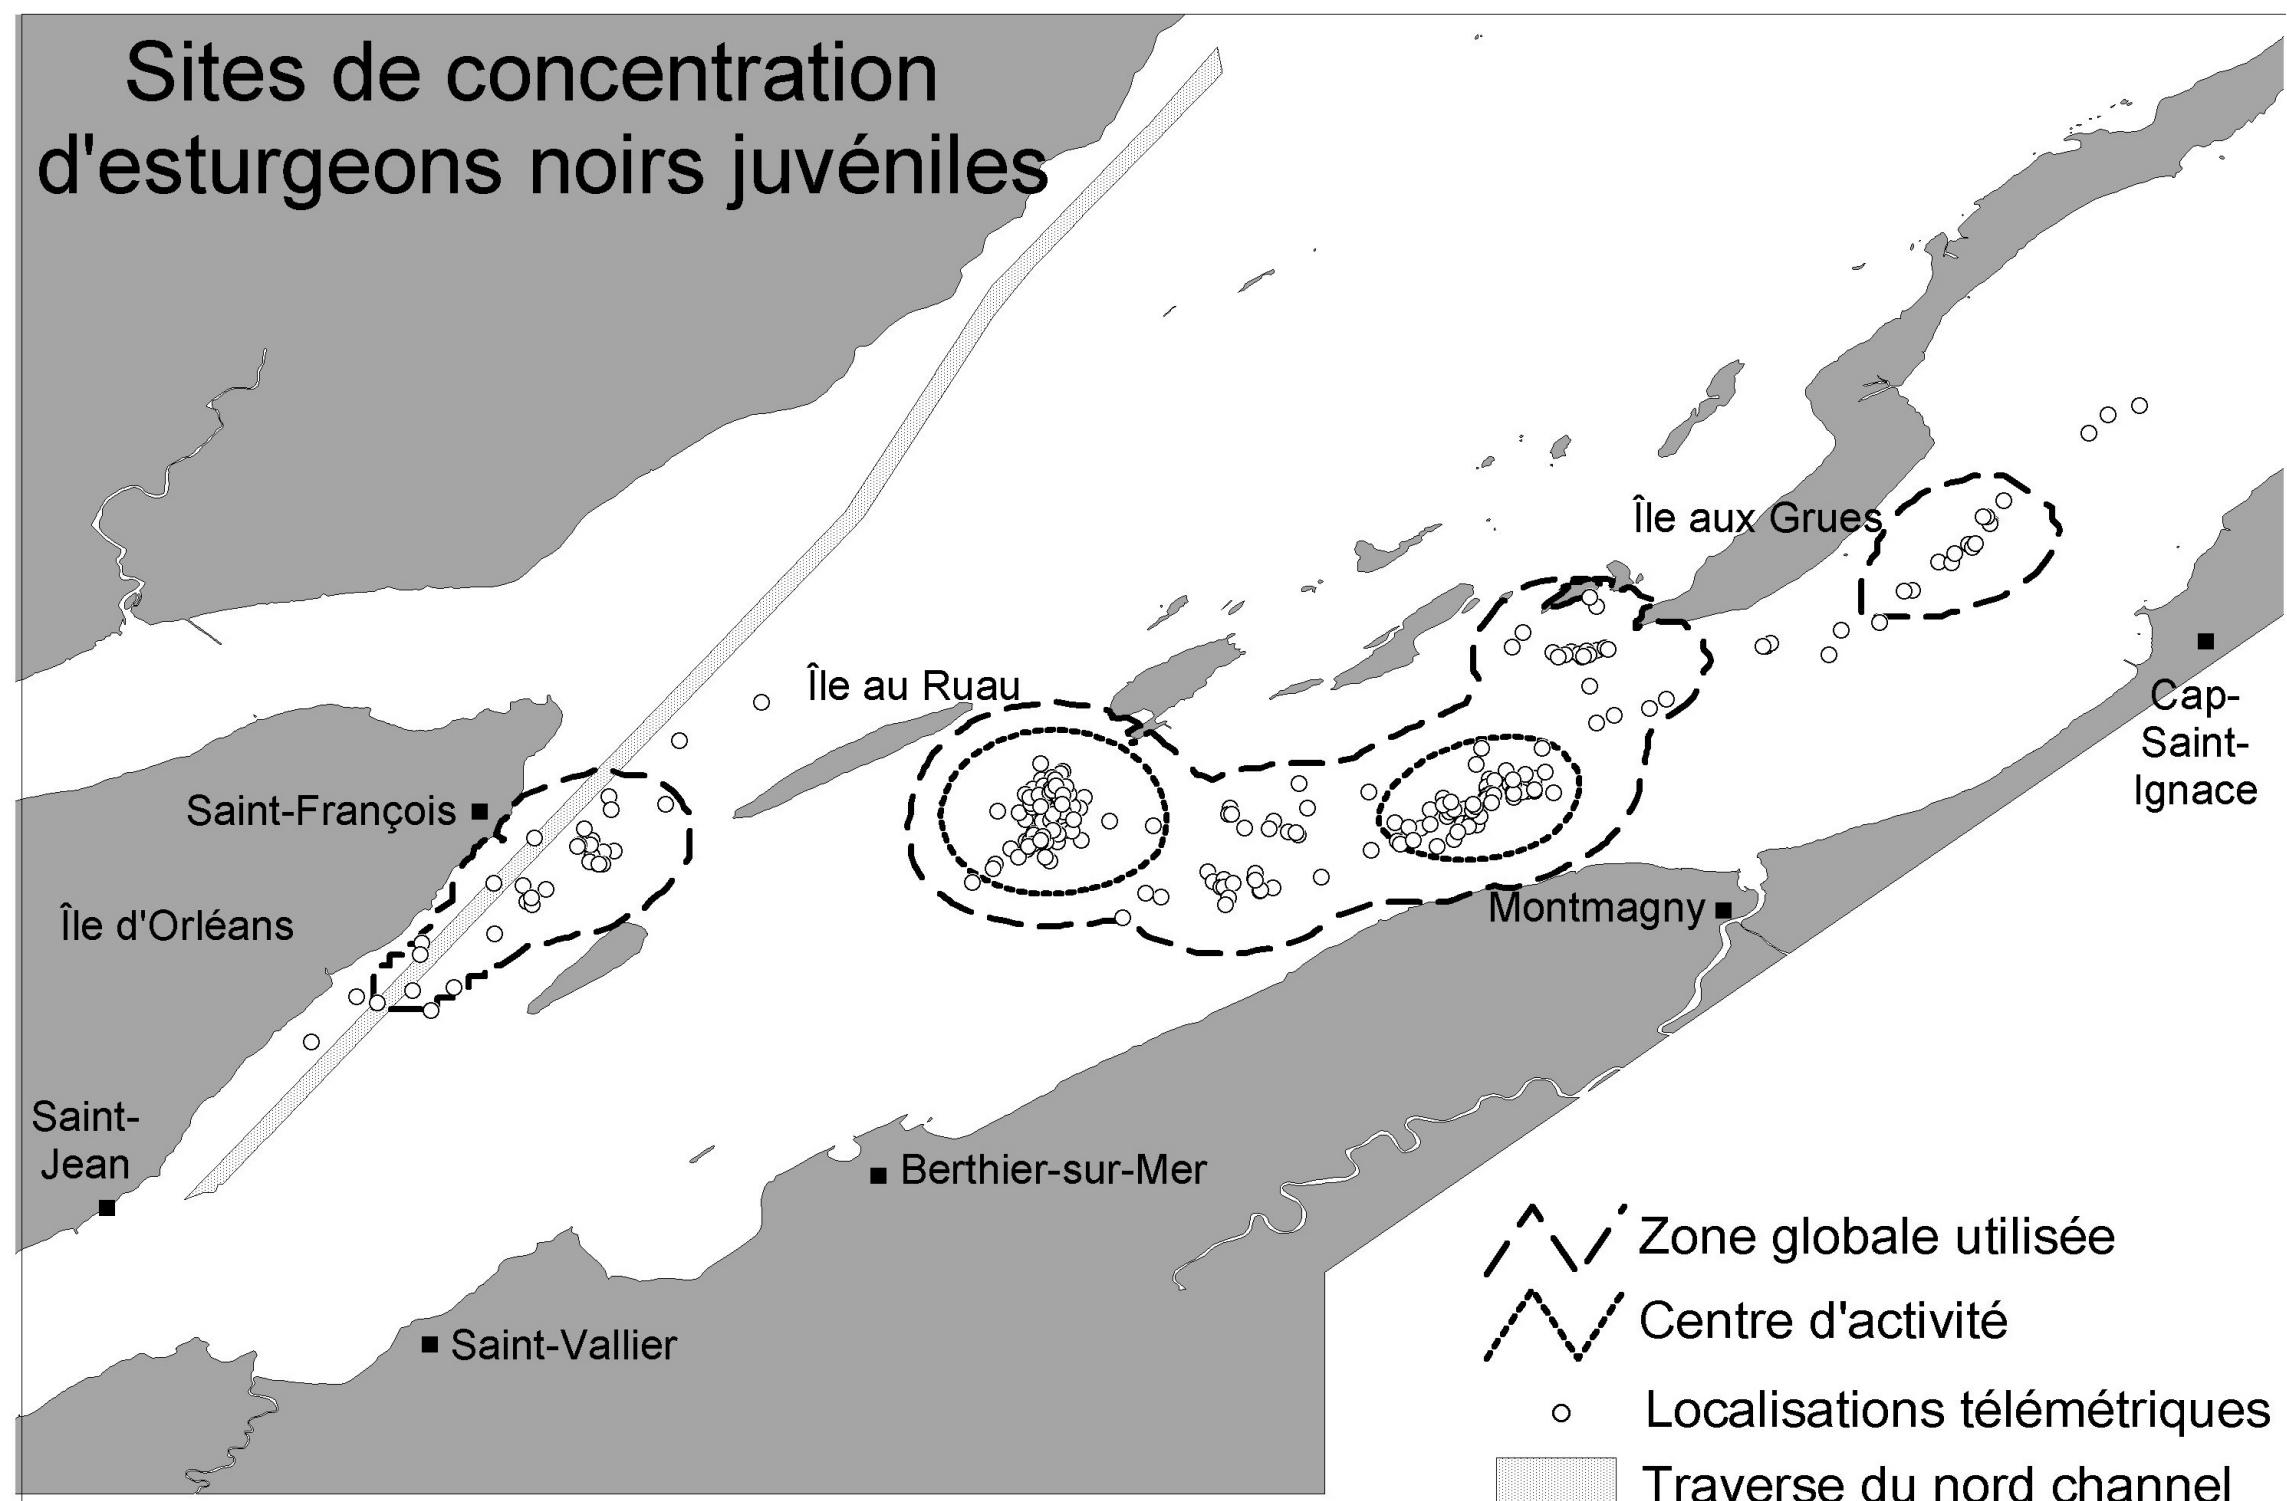 Sites de concentration
d'esturgeons noirs juvéniles
Île aux Grues
Île au Ruau
Cap-
Saint-
Ignace
Saint-François
Île d'Orléans
Montmagny
Saint-
Jean
Berthier-sur-Mer
Saint-Vallier
Zone globale utilisée
Centre d'activité
Localisations télémétriques
Traverse du nord channel